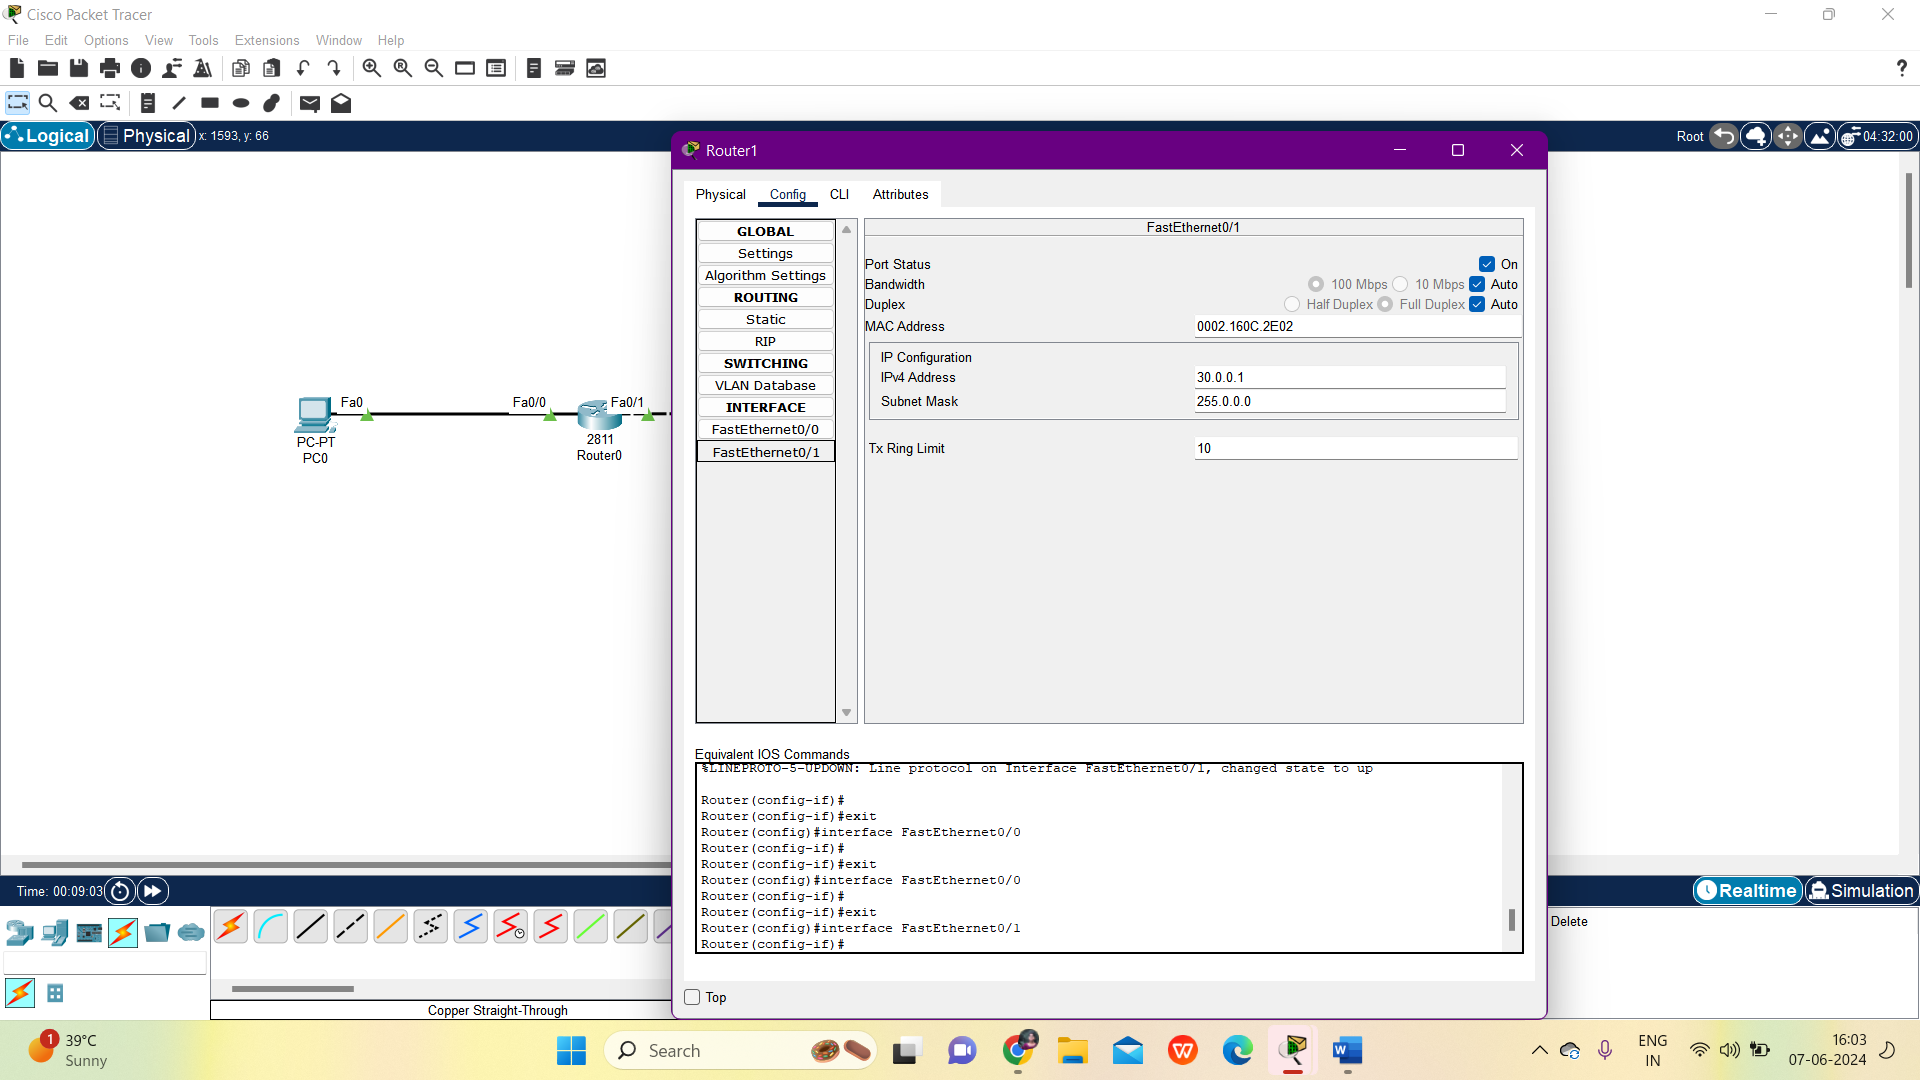 Cisco Packet Tracer
File Edit Options View Tools Extensions Window Help
?
Logical Physical x: 1593, y: 66
Root 04:32:00
Router1
Physical Config CLI Attributes
GLOBAL
Settings
Algorithm Settings
ROUTING
Static
RIP
SWITCHING
VLAN Database
INTERFACE
FastEthernet0/0
FastEthernet0/1
FastEthernet0/1
Port Status On
Bandwidth 100 Mbps 10 Mbps Auto
Duplex Half Duplex Full Duplex Auto
MAC Address 0002.160C.2E02
IP Configuration
IPv4 Address 30.0.0.1
Subnet Mask 255.0.0.0
Tx Ring Limit 10
Fa0 Fa0/0 Fa0/1
PC-PT
PC0
2811
Router0
Equivalent IOS Commands
%LINEPROTO-5-UPDOWN: Line protocol on Interface FastEthernet0/1, changed state to up
Router(config-if)#
Router(config-if)#exit
Router(config)#interface FastEthernet0/0
Router(config-if)#
Router(config-if)#exit
Router(config)#interface FastEthernet0/0
Router(config-if)#
Router(config-if)#exit
Router(config)#interface FastEthernet0/1
Router(config-if)#
Top
Time: 00:09:03
Realtime Simulation
Delete
Copper Straight-Through
1
39°C
Sunny
Search
ENG
IN
16:03
07-06-2024